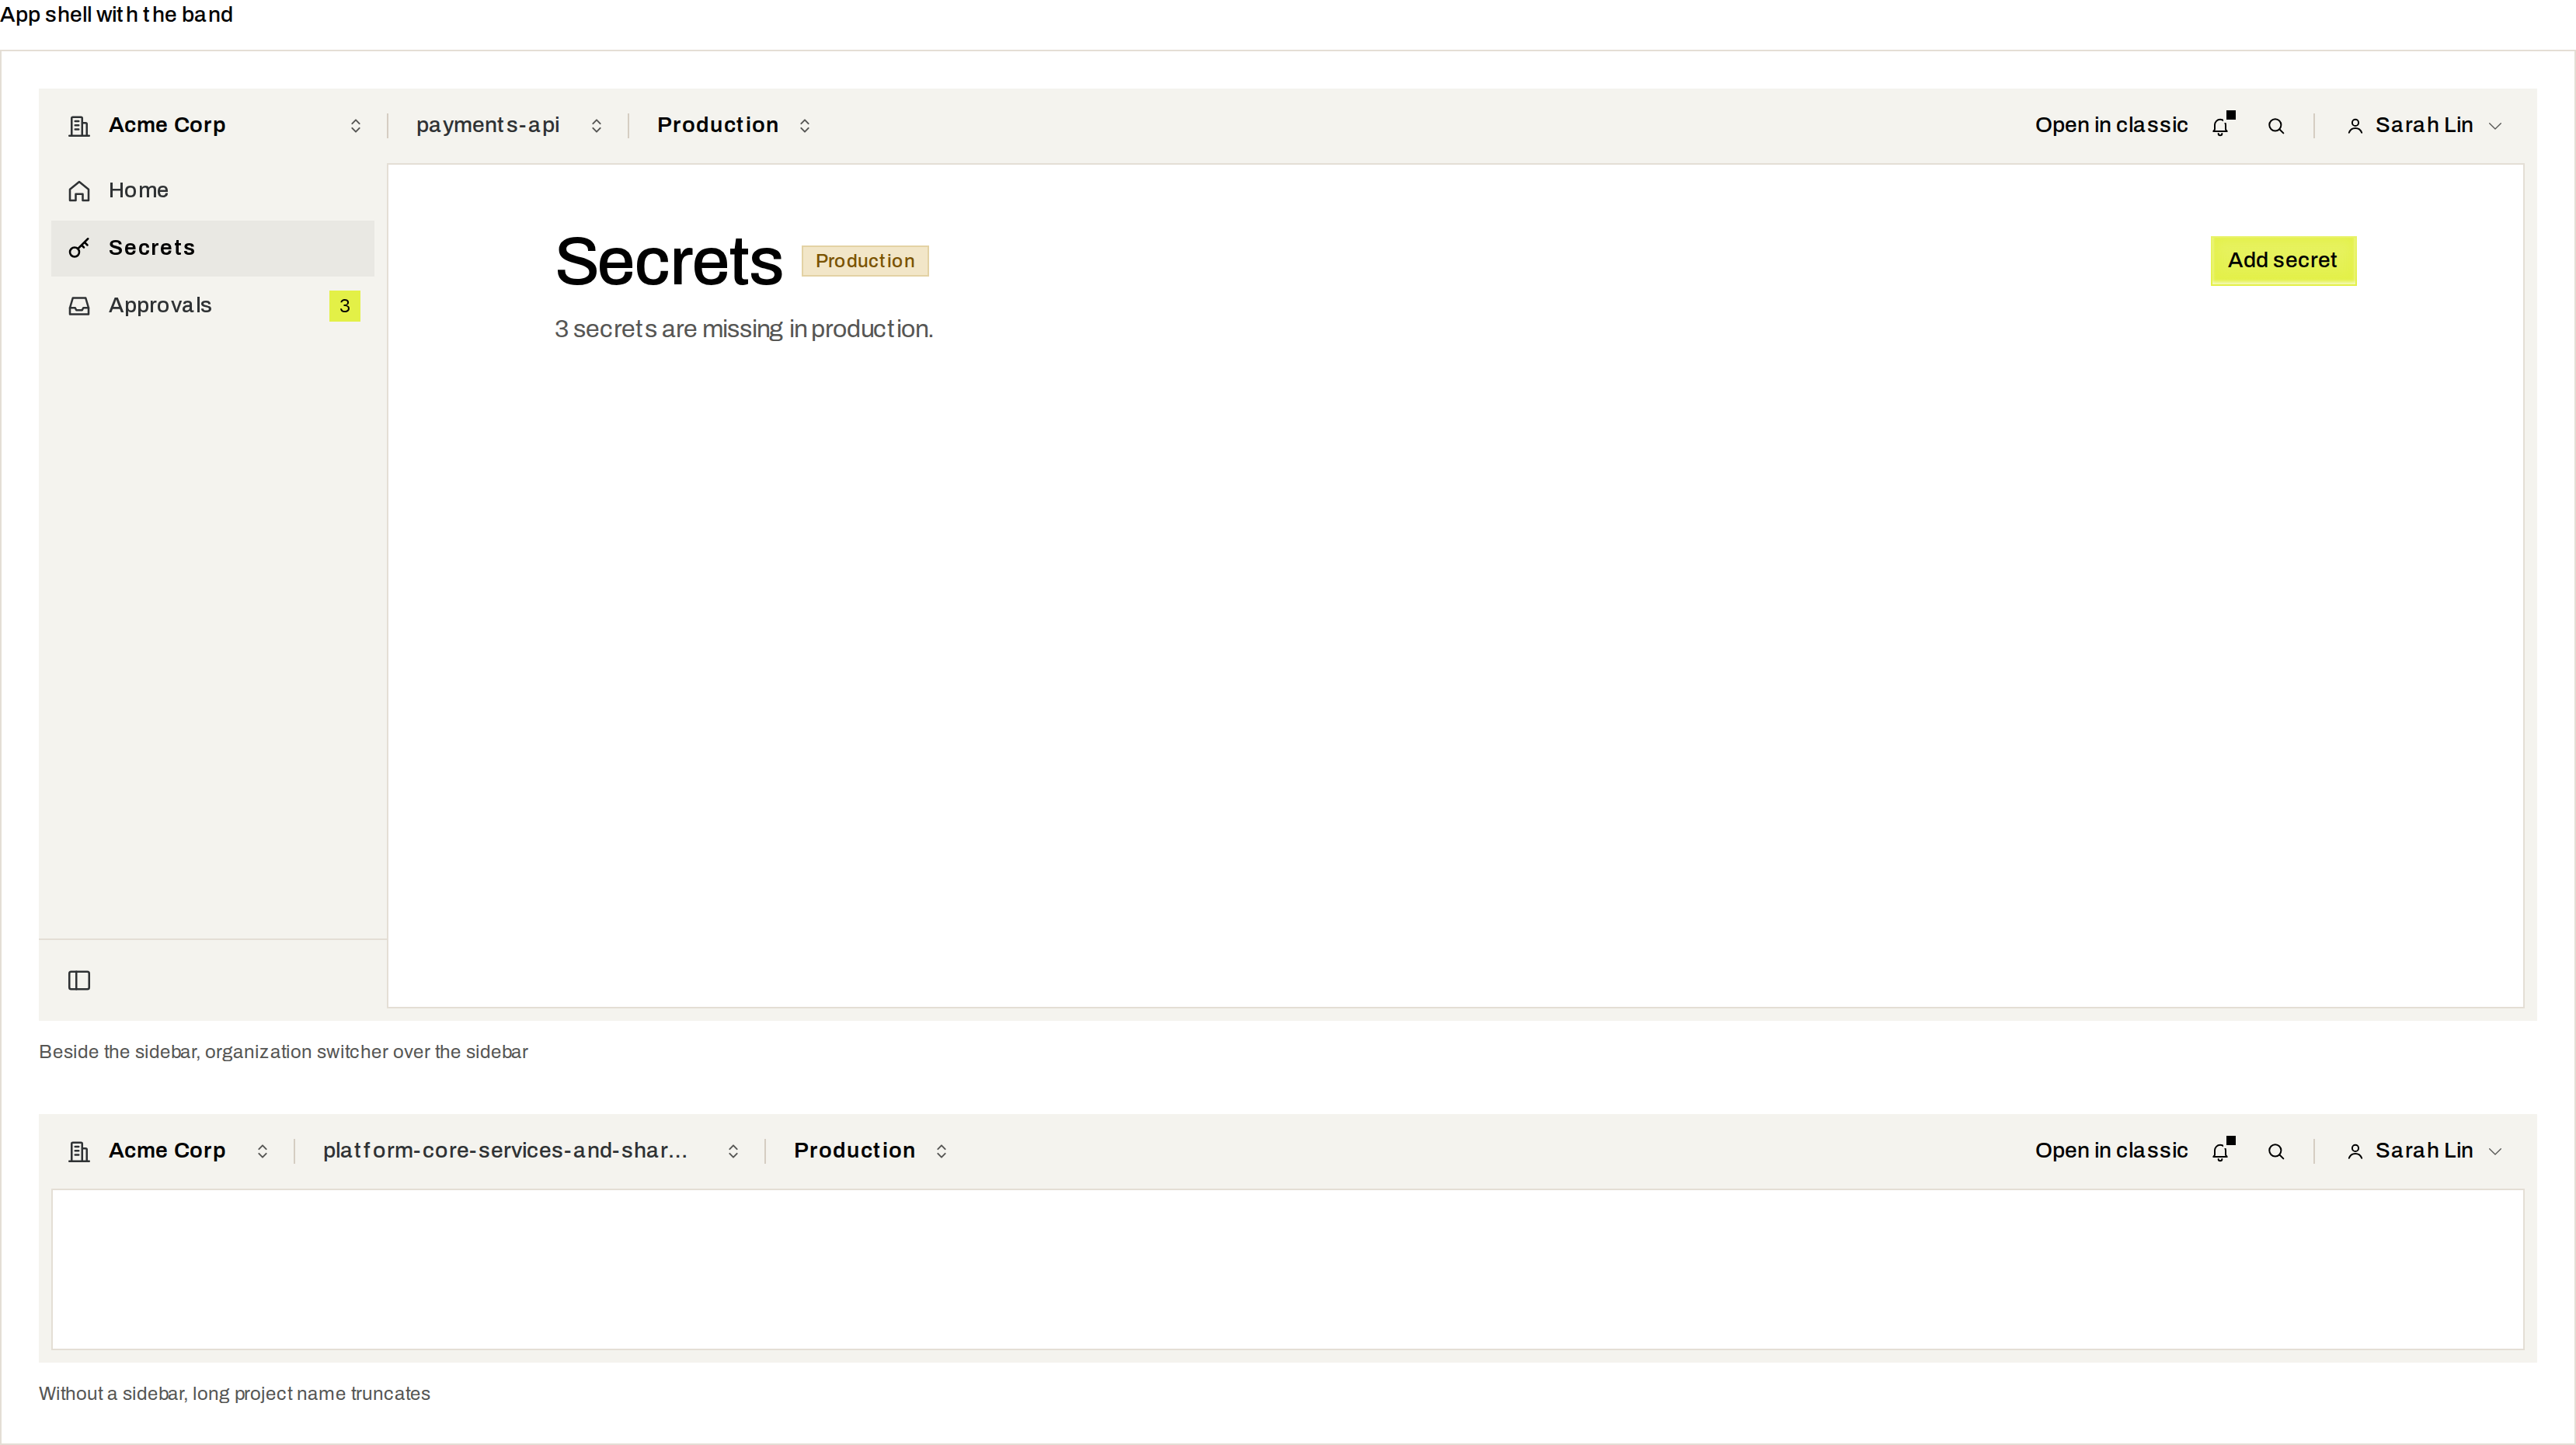 App shell with the band
Acme Corp payments-api Production Open in classic Sarah Lin
Home
Secrets
Approvals 3
Secrets Production Add secret
3 secrets are missing in production.
Beside the sidebar, organization switcher over the sidebar
Acme Corp platform-core-services-and-shar... Production Open in classic Sarah Lin
Without a sidebar, long project name truncates